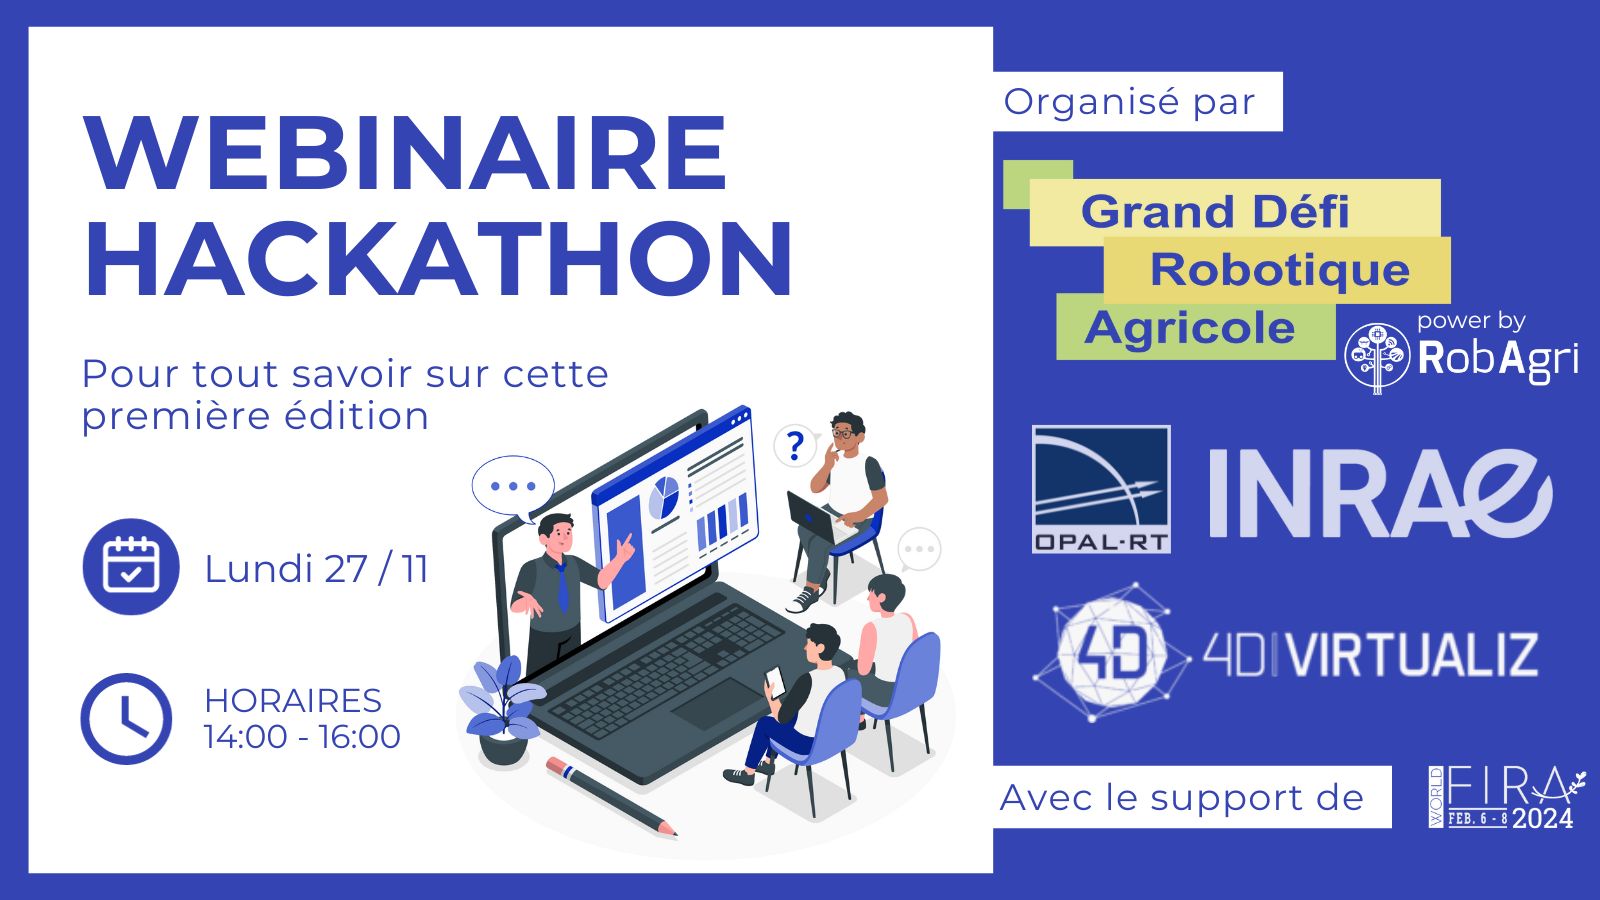 WEBINAIRE
HACKATHON
Pour tout savoir sur cette
première édition
Lundi 27 / 11
HORAIRES
14:00 - 16:00
?
Organisé par
Grand Défi
Robotique
Agricole
power by
RobAgri
OPAL-RT
INRAE
4D
4D VIRTUALIZ
Avec le support de
WORLD
FIRA
FEB. 6 - 8 2024